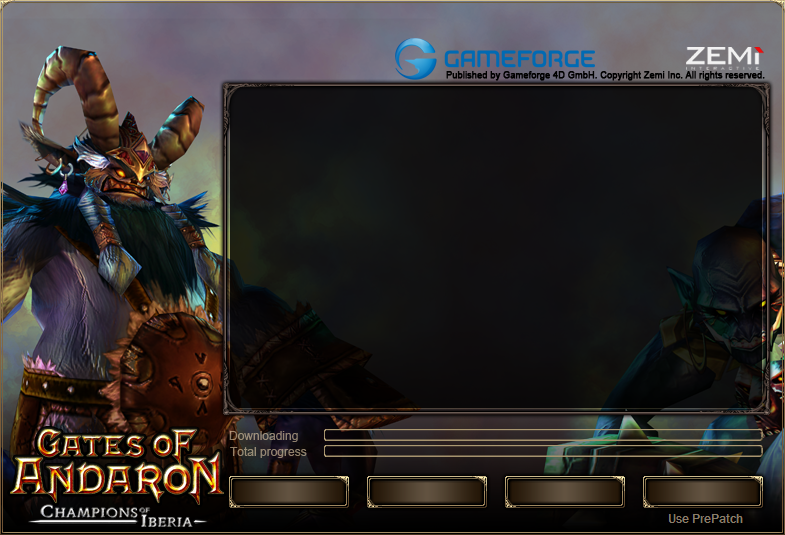 GAMEFORGE
ZEMi
INTERACTIVE
Published by Gameforge 4D GmbH. Copyright Zemi Inc. All rights reserved.
Downloading
Total progress
GATES OF
ANDARON
CHAMPIONS OF
IBERIA
Use PrePatch